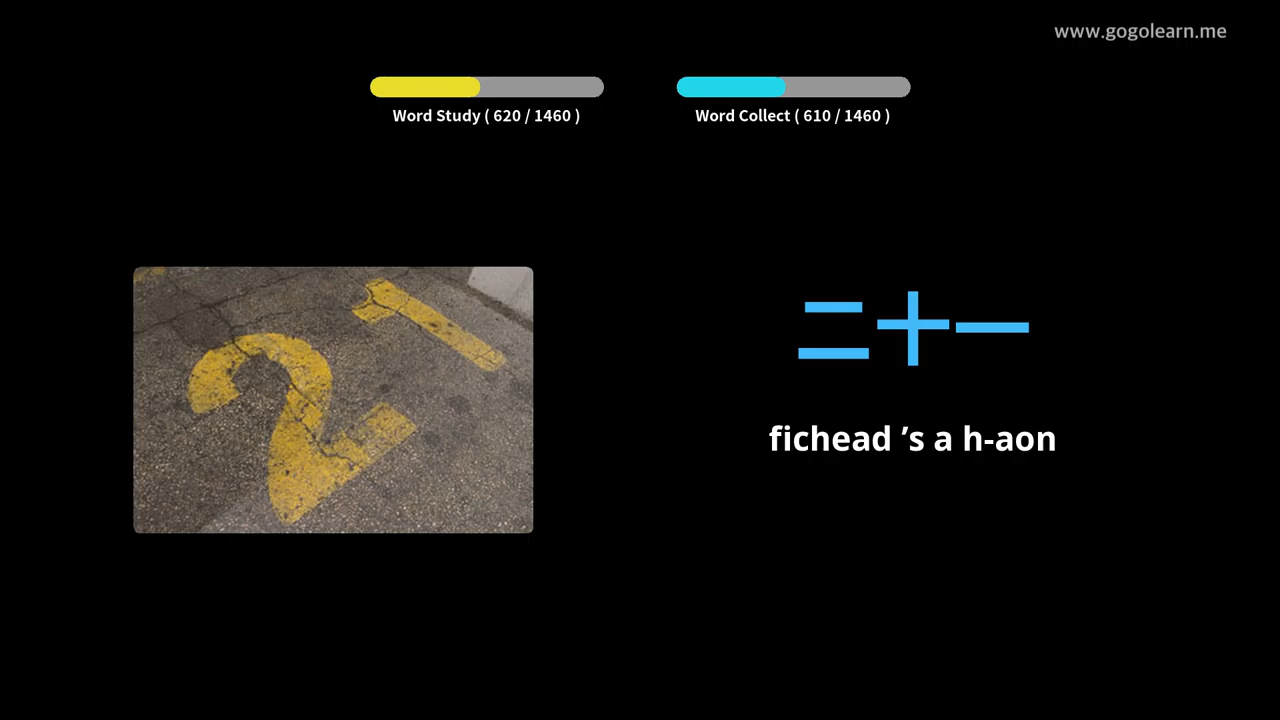 www.gogolearn.me
Word Study ( 620 / 1460 )
Word Collect ( 610 / 1460 )
21
二十一
fichead ’s a h-aon